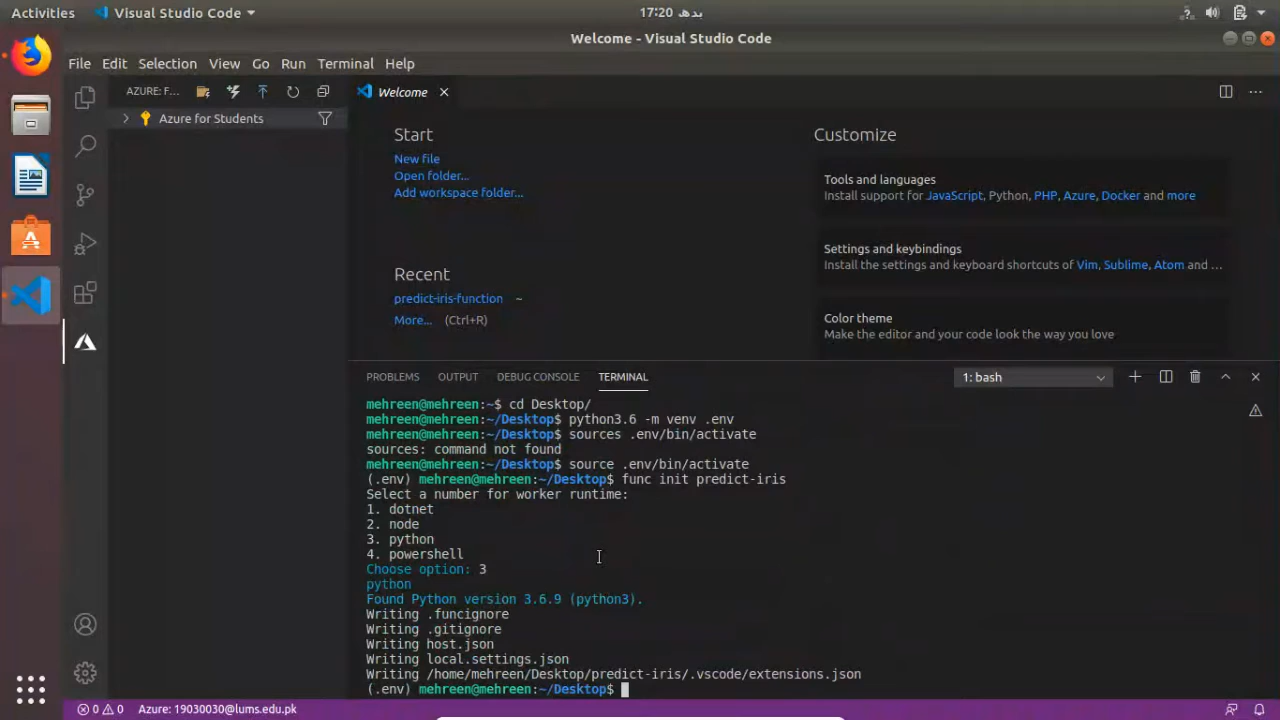 Activities
Visual Studio Code
17:20 بدھ
Welcome - Visual Studio Code
File Edit Selection View Go Run Terminal Help
AZURE: F...
Azure for Students
Welcome
Start
New file
Open folder...
Add workspace folder...
Recent
predict-iris-function ~
More... (Ctrl+R)
Customize
Tools and languages
Install support for JavaScript, Python, PHP, Azure, Docker and more
Settings and keybindings
Install the settings and keyboard shortcuts of Vim, Sublime, Atom and ...
Color theme
Make the editor and your code look the way you love
PROBLEMS OUTPUT DEBUG CONSOLE TERMINAL
1: bash
mehreen@mehreen:~$ cd Desktop/
mehreen@mehreen:~/Desktop$ python3.6 -m venv .env
mehreen@mehreen:~/Desktop$ sources .env/bin/activate
sources: command not found
mehreen@mehreen:~/Desktop$ source .env/bin/activate
(.env) mehreen@mehreen:~/Desktop$ func init predict-iris
Select a number for worker runtime:
1. dotnet
2. node
3. python
4. powershell
Choose option: 3
python
Found Python version 3.6.9 (python3).
Writing .funcignore
Writing .gitignore
Writing host.json
Writing local.settings.json
Writing /home/mehreen/Desktop/predict-iris/.vscode/extensions.json
(.env) mehreen@mehreen:~/Desktop$
0 0 Azure: 19030030@lums.edu.pk